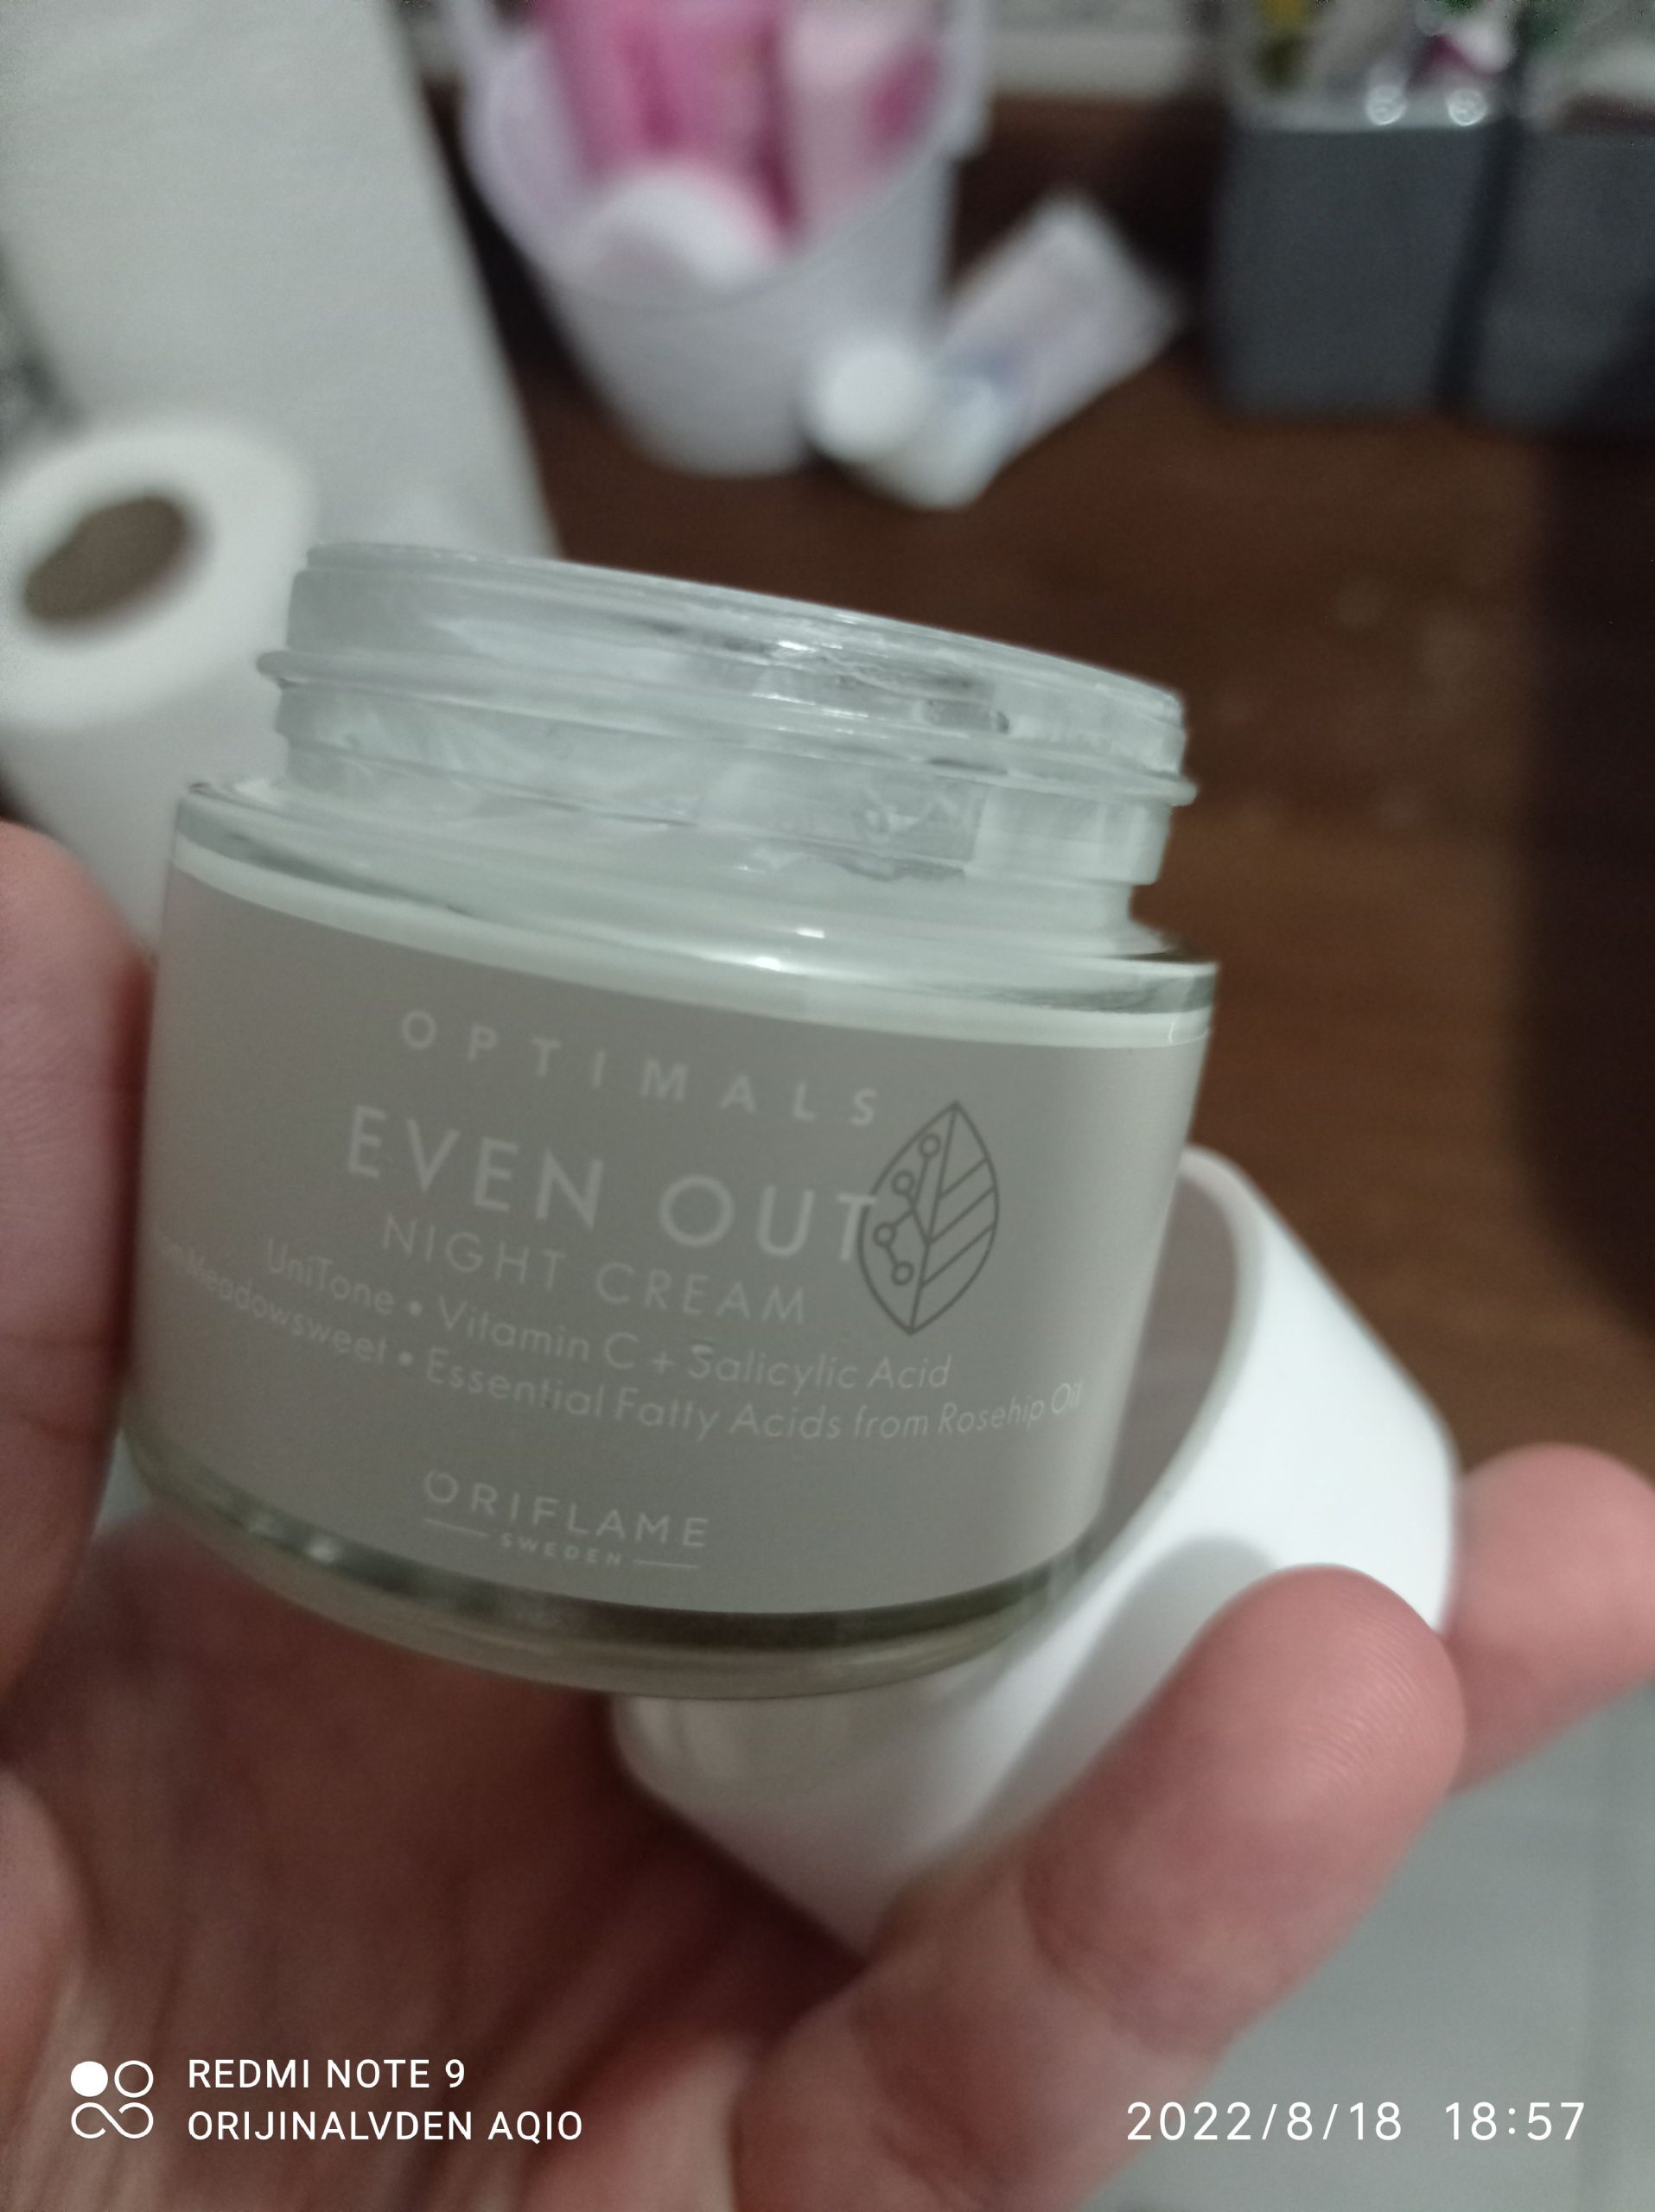 OPTIMALS
EVEN OUT
NIGHT CREAM
UniTone • Vitamin C + Salicylic Acid
Meadowsweet • Essential Fatty Acids from Rosehip Oil
ORIFLAME
SWEDEN
REDMI NOTE 9
ORIJINALVDEN AQIO
2022/8/18 18:57